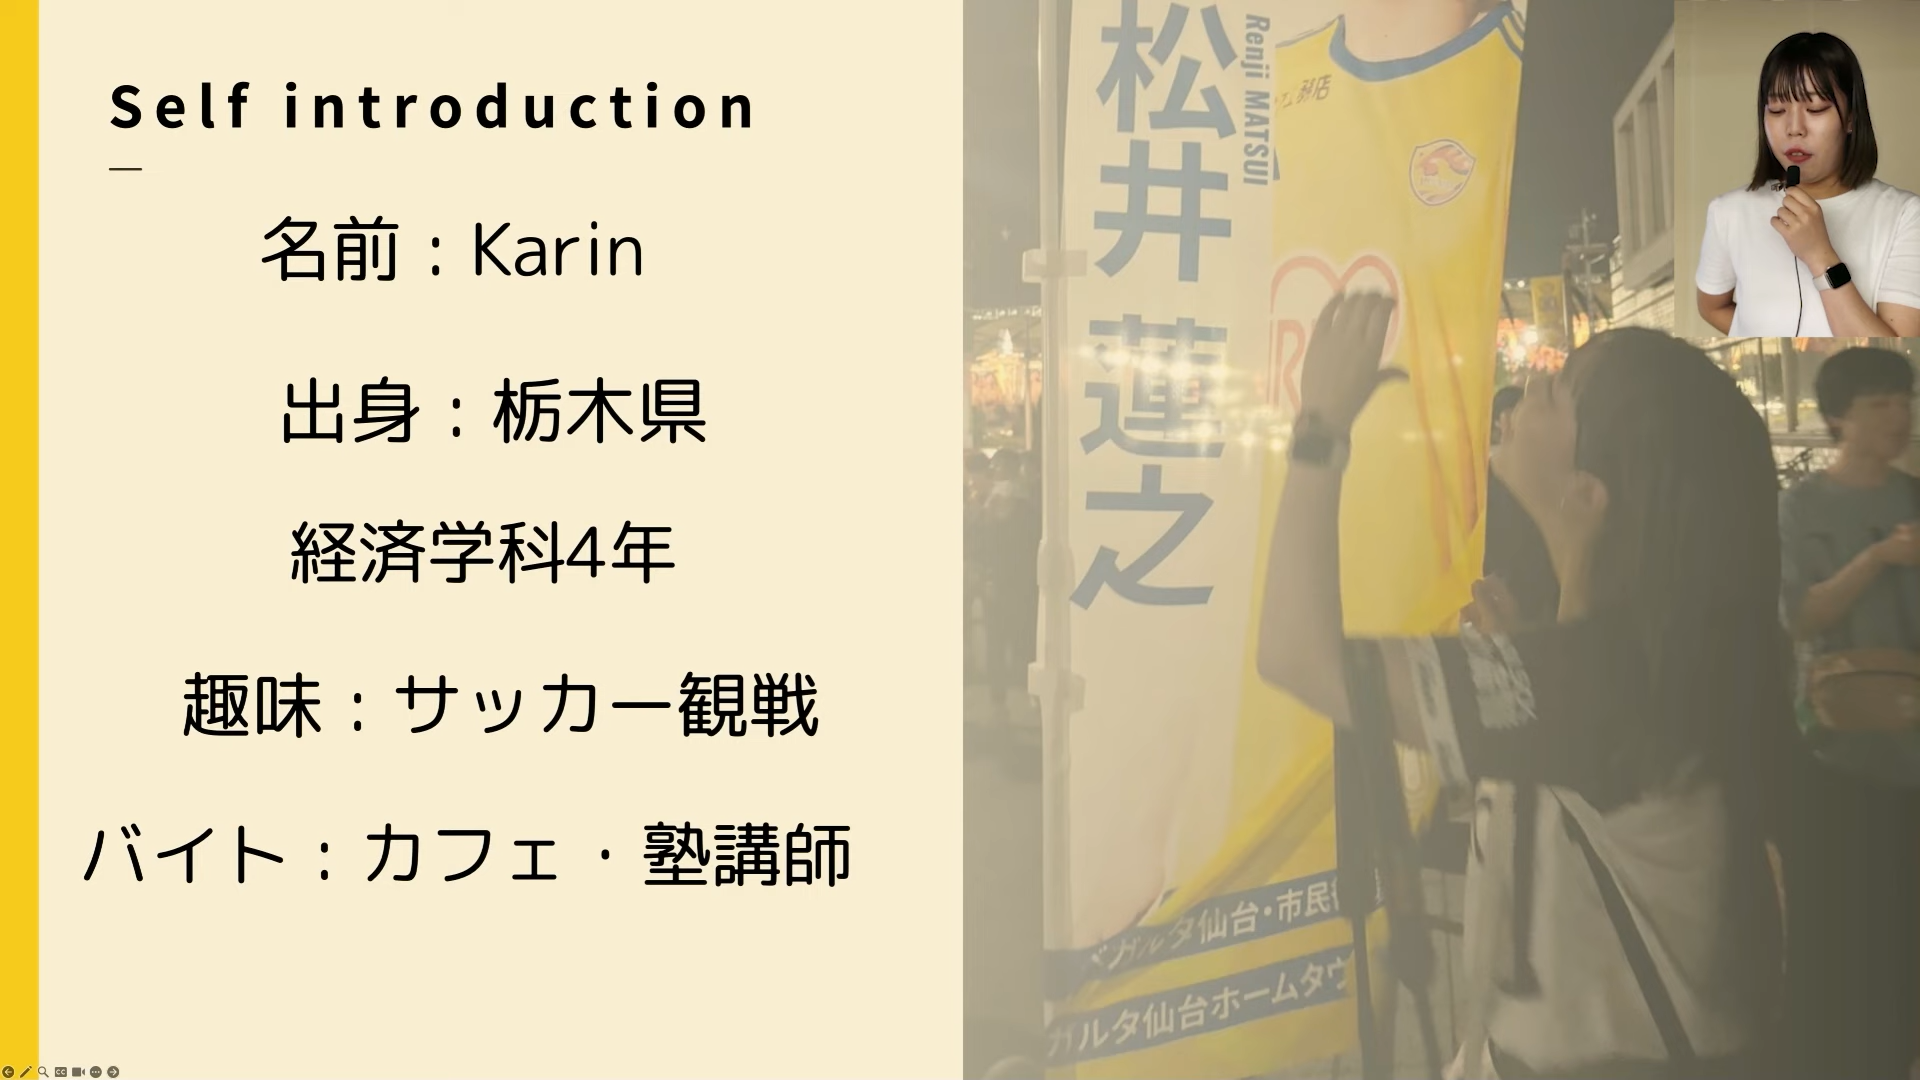 Self introduction
名前：Karin
出身：栃木県
経済学科4年
趣味：サッカー観戦
バイト：カフェ・塾講師
松井 蓮之
Renji MATSUI
ガルタ仙台・市民
ガルタ仙台ホームタウ